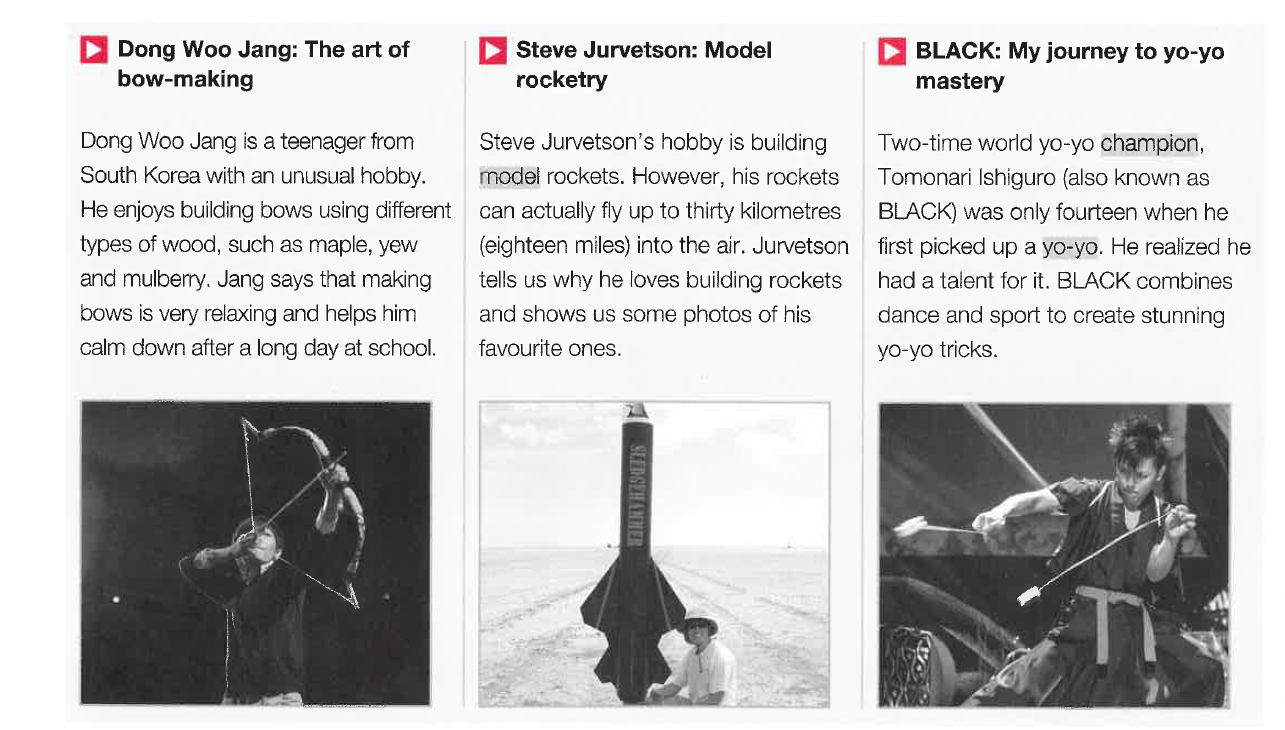 Dong Woo Jang: The art of
bow-making
Dong Woo Jang is a teenager from
South Korea with an unusual hobby.
He enjoys building bows using different
types of wood, such as maple, yew
and mulberry. Jang says that making
bows is very relaxing and helps him
calm down after a long day at school.
Steve Jurvetson: Model
rocketry
Steve Jurvetson's hobby is building
model rockets. However, his rockets
can actually fly up to thirty kilometres
(eighteen miles) into the air. Jurvetson
tells us why he loves building rockets
and shows us some photos of his
favourite ones.
SLEDGEHAMMER
BLACK: My journey to yo-yo
mastery
Two-time world yo-yo champion,
Tomonari Ishiguro (also known as
BLACK) was only fourteen when he
first picked up a yo-yo. He realized he
had a talent for it. BLACK combines
dance and sport to create stunning
yo-yo tricks.